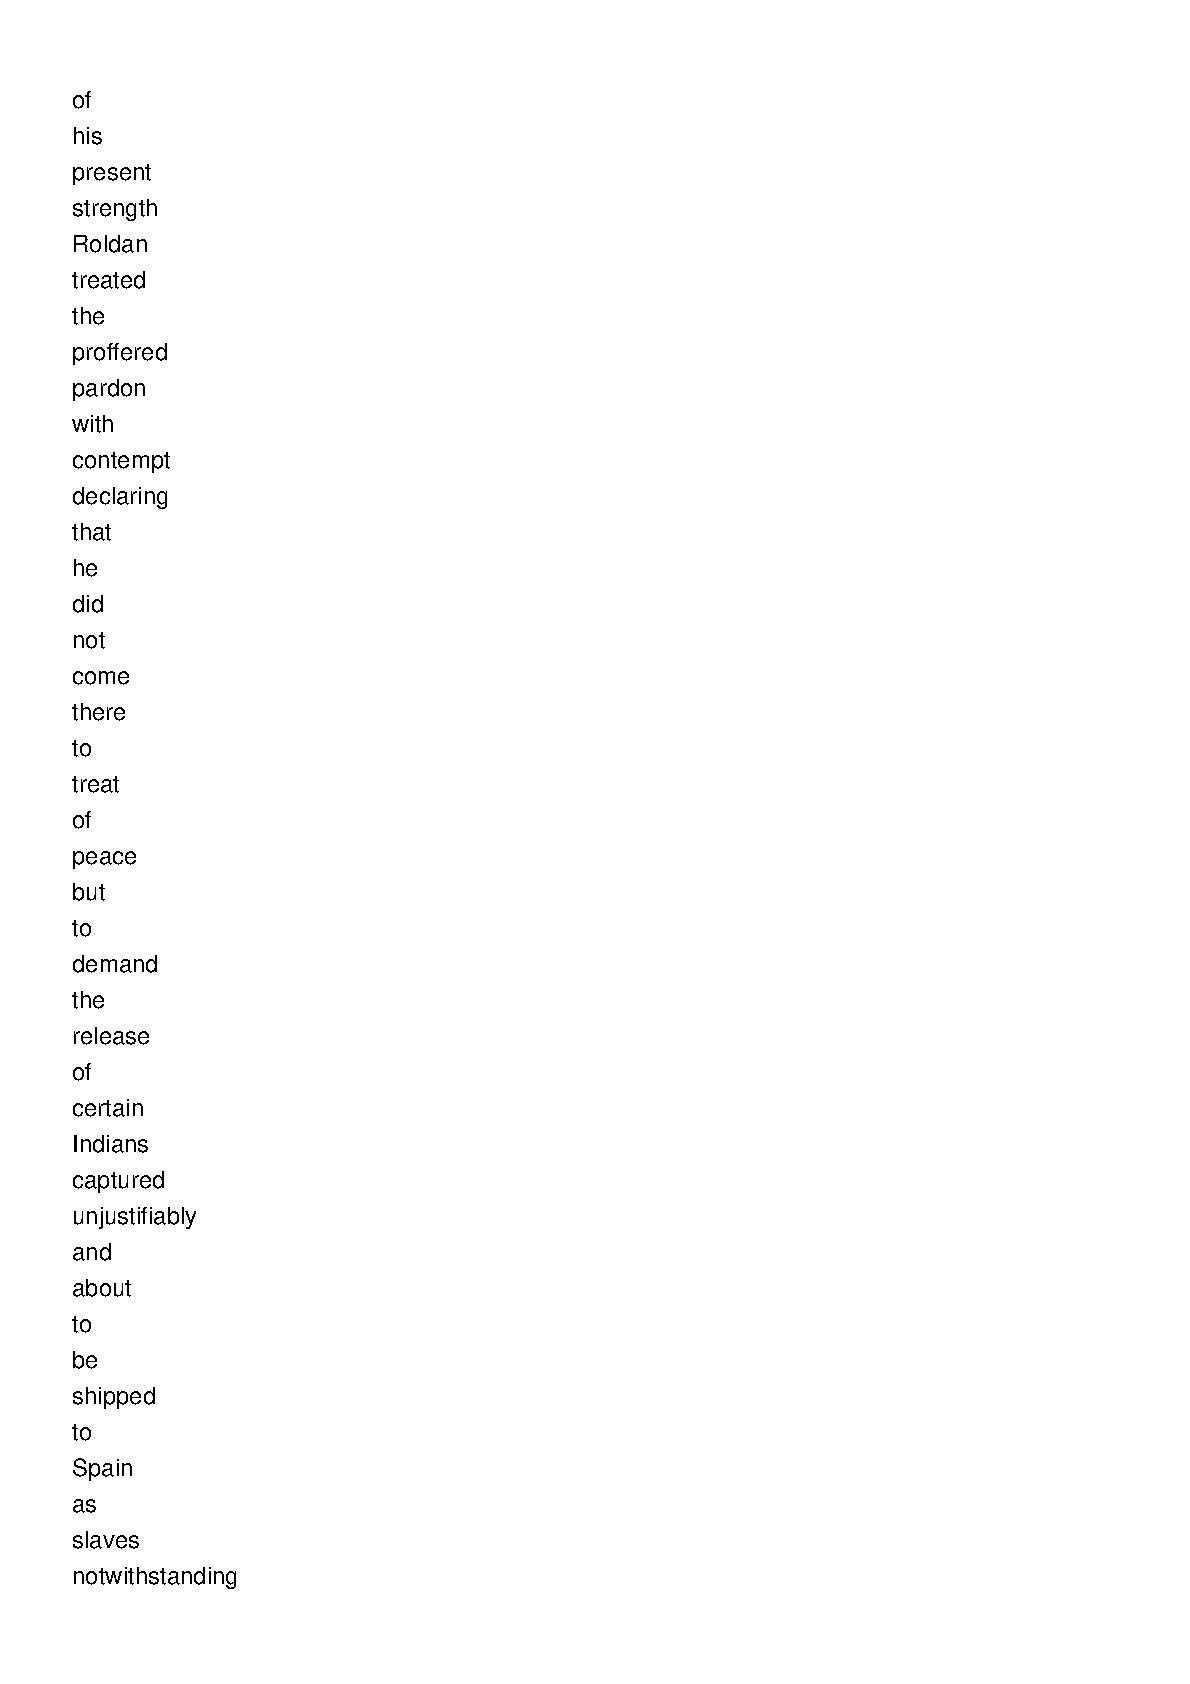 of
his
present
strength
Roldan
treated
the
proffered
pardon
with
contempt
declaring
that
he
did
not
come
there
to
treat
of
peace
but
to
demand
the
release
of
certain
Indians
captured
unjustifiably
and
about
to
be
shipped
to
Spain
as
slaves
notwithstanding